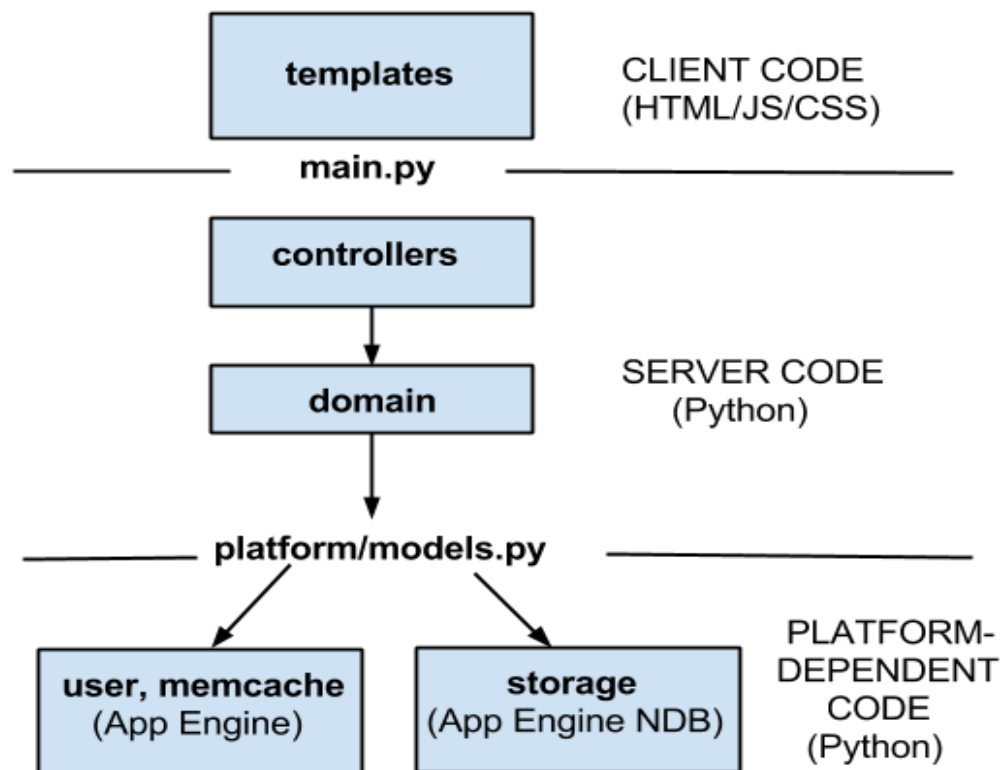 templates
CLIENT CODE
(HTML/JS/CSS)
main.py
controllers
domain
SERVER CODE
(Python)
platform/models.py
user, memcache
(App Engine)
storage
(App Engine NDB)
PLATFORM-
DEPENDENT
CODE
(Python)